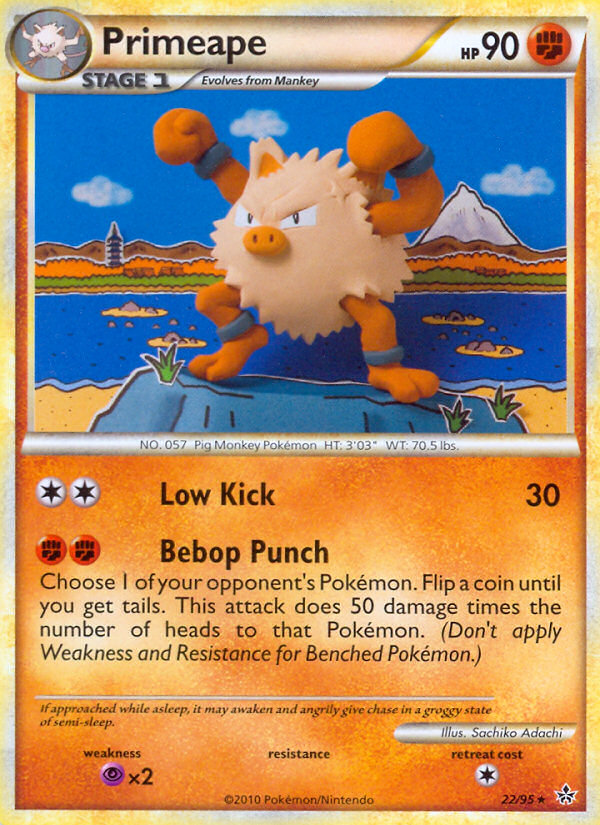 Primeape
HP 90
STAGE 1
Evolves from Mankey
NO. 057 Pig Monkey Pokémon HT: 3'03" WT: 70.5 lbs.
Low Kick 30
Bebop Punch
Choose 1 of your opponent's Pokémon. Flip a coin until
you get tails. This attack does 50 damage times the
number of heads to that Pokémon. (Don't apply
Weakness and Resistance for Benched Pokémon.)
If approached while asleep, it may awaken and angrily give chase in a groggy state
of semi-sleep.
Illus. Sachiko Adachi
weakness resistance retreat cost
×2
©2010 Pokémon/Nintendo 22/95 ★